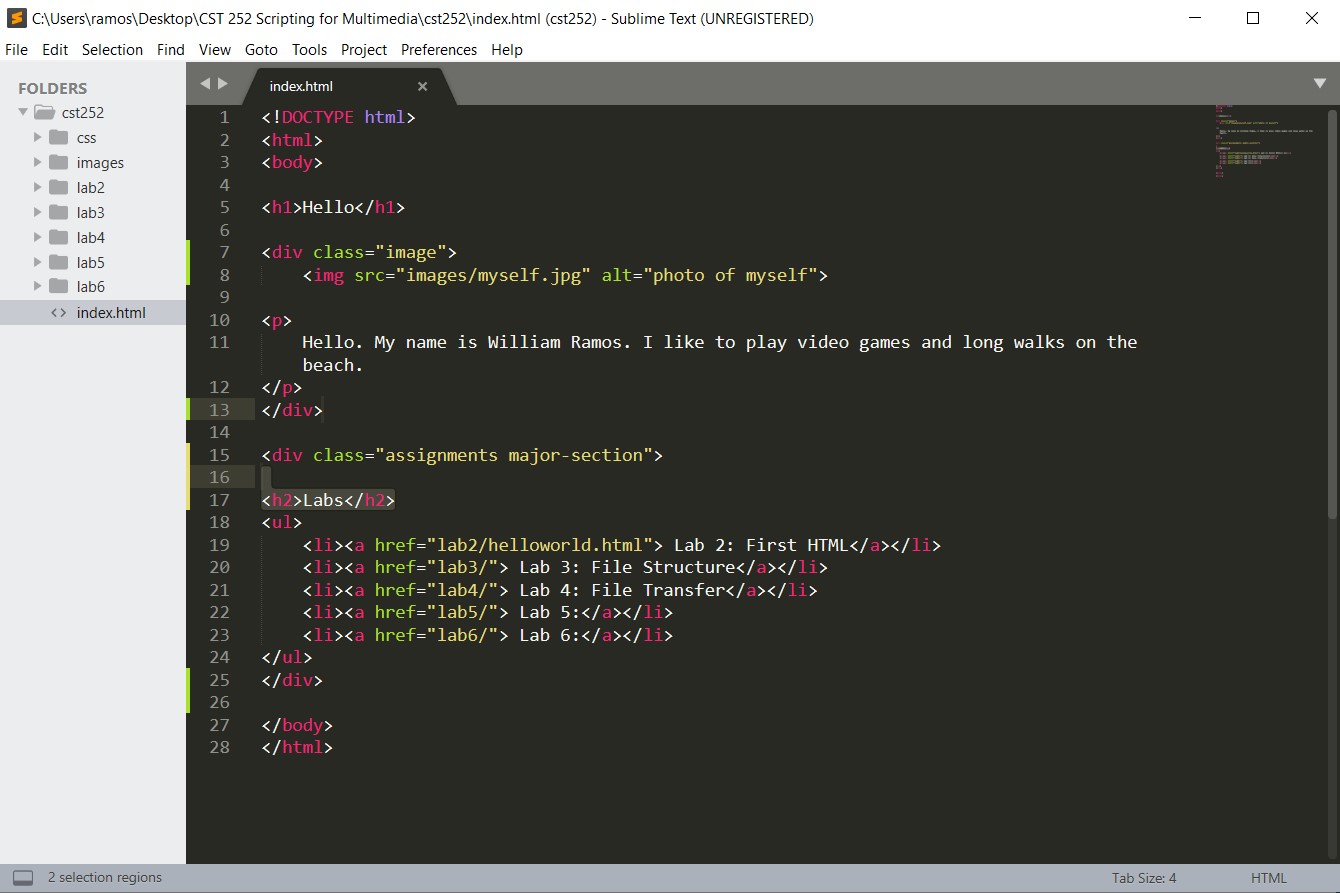 C:\Users\ramos\Desktop\CST 252 Scripting for Multimedia\cst252\index.html (cst252) - Sublime Text (UNREGISTERED)
File Edit Selection Find View Goto Tools Project Preferences Help
FOLDERS
cst252
css
images
lab2
lab3
lab4
lab5
lab6
<> index.html
index.html
1 <!DOCTYPE html>
2 <html>
3 <body>
4
5 <h1>Hello</h1>
6
7 <div class="image">
8     <img src="images/myself.jpg" alt="photo of myself">
9
10 <p>
11     Hello. My name is William Ramos. I like to play video games and long walks on the
beach.
12 </p>
13 </div>
14
15 <div class="assignments major-section">
16
17 <h2>Labs</h2>
18 <ul>
19     <li><a href="lab2/helloworld.html"> Lab 2: First HTML</a></li>
20     <li><a href="lab3/"> Lab 3: File Structure</a></li>
21     <li><a href="lab4/"> Lab 4: File Transfer</a></li>
22     <li><a href="lab5/"> Lab 5:</a></li>
23     <li><a href="lab6/"> Lab 6:</a></li>
24 </ul>
25 </div>
26
27 </body>
28 </html>
2 selection regions Tab Size: 4 HTML